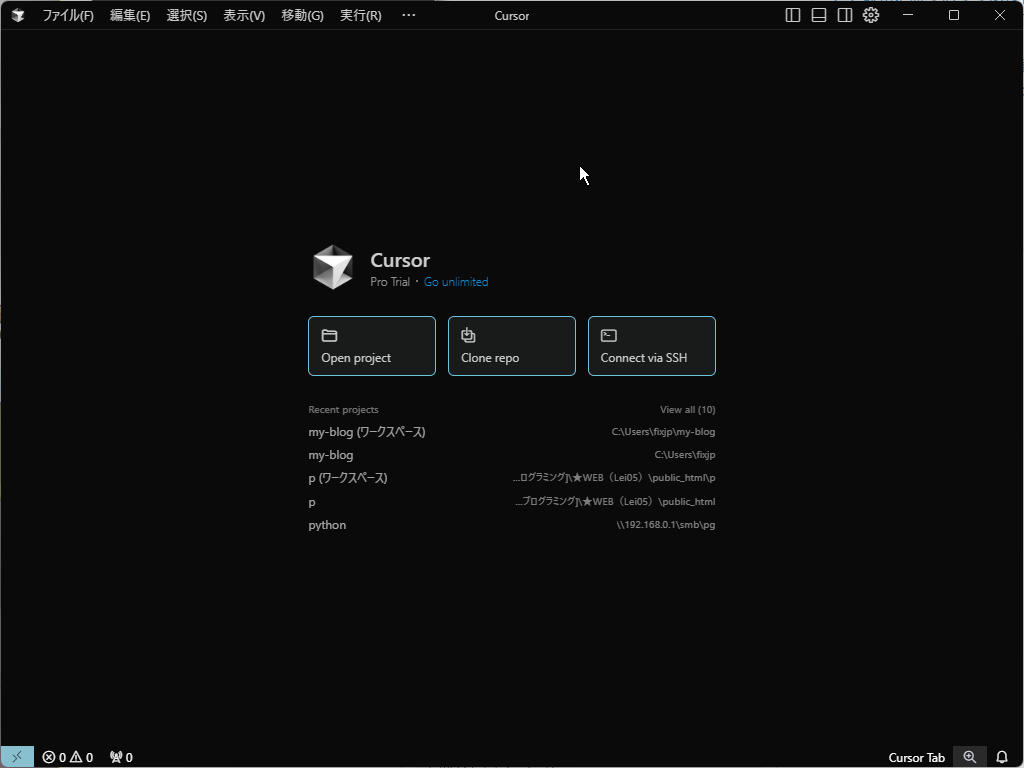 ファイル(F) 編集(E) 選択(S) 表示(V) 移動(G) 実行(R) … Cursor
Cursor
Pro Trial · Go unlimited
Open project Clone repo Connect via SSH
Recent projects View all (10)
my-blog (ワークスペース) C:\Users\fixjp\my-blog
my-blog C:\Users\fixjp
p (ワークスペース) ...ログラミング]\★WEB（Lei05）\public_html\p
p ...プログラミング]\★WEB（Lei05）\public_html
python \\192.168.0.1\smb\pg
0 0 0 Cursor Tab